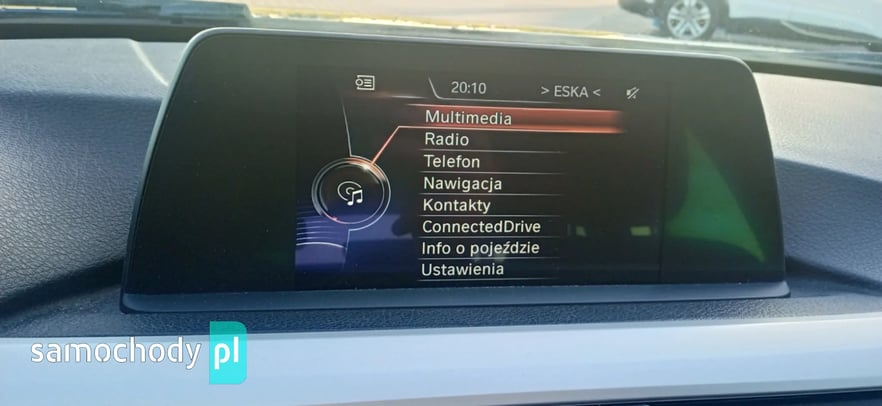 20:10 > ESKA <
Multimedia
Radio
Telefon
Nawigacja
Kontakty
ConnectedDrive
Info o pojeździe
Ustawienia
samochody pl